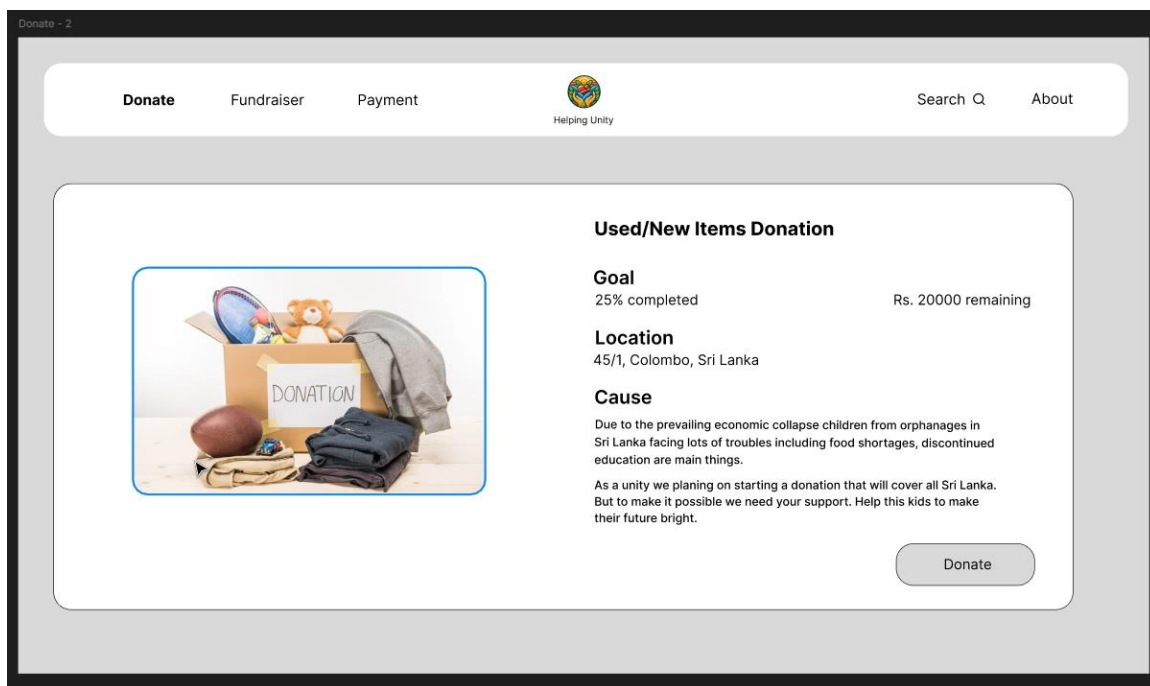 Donate - 2
Donate
Fundraiser
Payment
Helping Unity
Search
About
DONATION
Used/New Items Donation
Goal
25% completed
Rs. 20000 remaining
Location
45/1, Colombo, Sri Lanka
Cause
Due to the prevailing economic collapse children from orphanages in
Sri Lanka facing lots of troubles including food shortages, discontinued
education are main things.
As a unity we planing on starting a donation that will cover all Sri Lanka.
But to make it possible we need your support. Help this kids to make
their future bright.
Donate